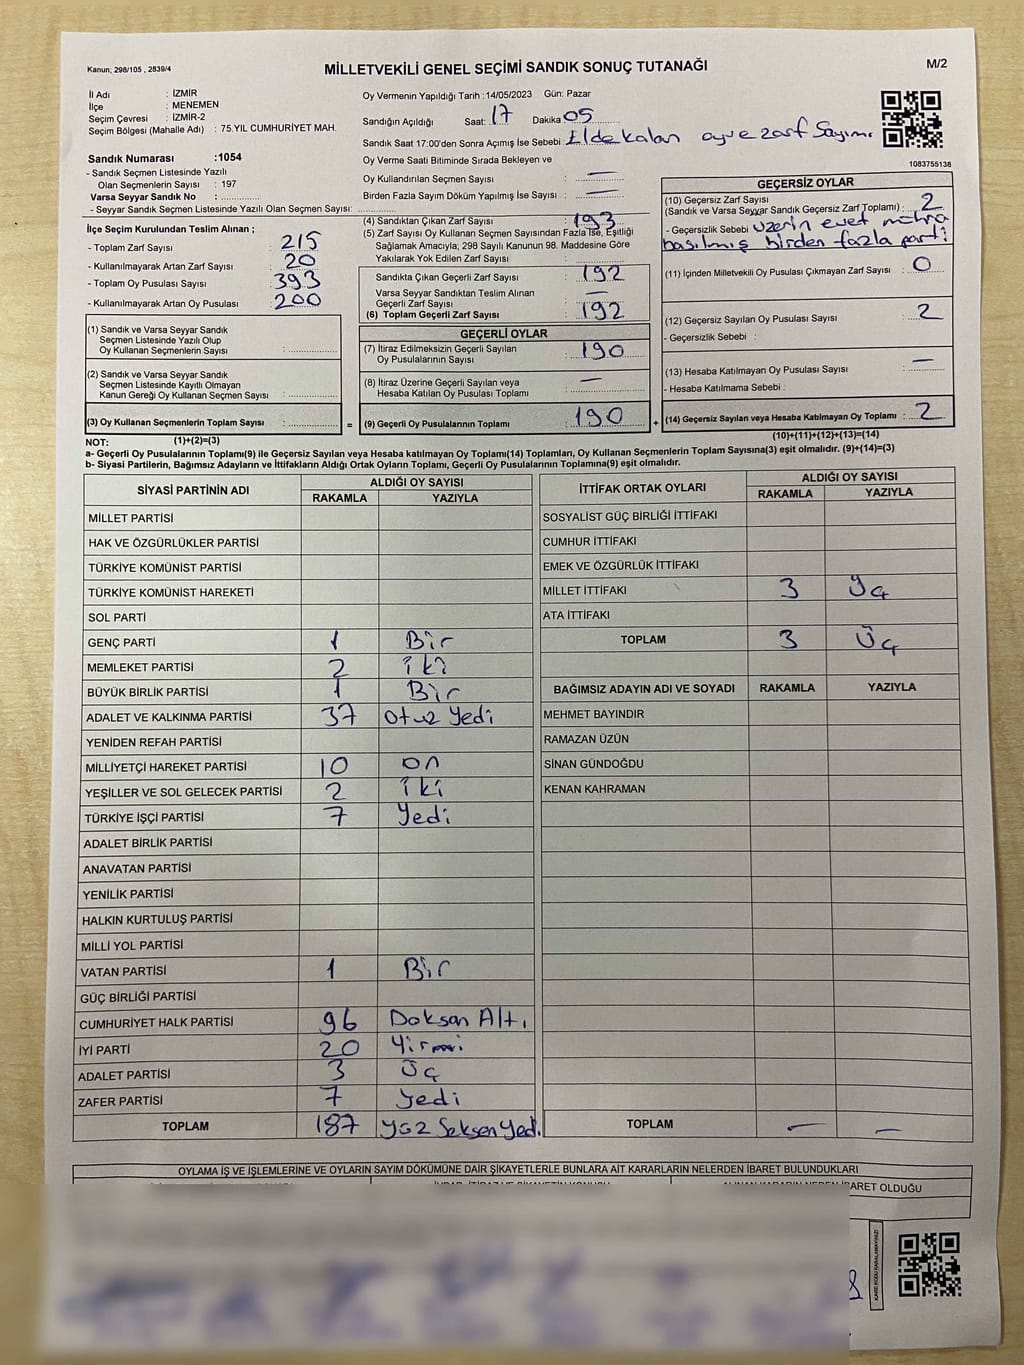 Kanun; 298/105 , 2839/4
MİLLETVEKİLİ GENEL SEÇİMİ SANDIK SONUÇ TUTANAĞI
M/2
İl Adı : İZMİR
İlçe : MENEMEN
Seçim Çevresi : İZMİR-2
Seçim Bölgesi (Mahalle Adı) : 75.YIL CUMHURİYET MAH.
Sandık Numarası :1054
- Sandık Seçmen Listesinde Yazılı
Olan Seçmenlerin Sayısı : 197
Varsa Seyyar Sandık No :
- Seyyar Sandık Seçmen Listesinde Yazılı Olan Seçmen Sayısı:
Oy Vermenin Yapıldığı Tarih :14/05/2023 Gün: Pazar
Sandığın Açıldığı Saat: 17 Dakika 05
Sandık Saat 17:00'den Sonra Açımış İse Sebebi : Elde kalan oy ve zarf Sayımı
Oy Verme Saati Bitiminde Sırada Bekleyen ve
Oy Kullandırılan Seçmen Sayısı : —
Birden Fazla Sayım Döküm Yapılmış İse Sayısı : —
1083755138
İlçe Seçim Kurulundan Teslim Alınan ;
- Toplam Zarf Sayısı : 215
- Kullanılmayarak Artan Zarf Sayısı : 20
- Toplam Oy Pusulası Sayısı : 393
- Kullanılmayarak Artan Oy Pusulası : 200
(4) Sandıktan Çıkan Zarf Sayısı : 193
(5) Zarf Sayısı Oy Kullanan Seçmen Sayısından Fazla İse, Eşitliği
Sağlamak Amacıyla; 298 Sayılı Kanunun 98. Maddesine Göre
Yakılarak Yok Edilen Zarf Sayısı :
Sandıkta Çıkan Geçerli Zarf Sayısı : 192
Varsa Seyyar Sandıktan Teslim Alınan
Geçerli Zarf Sayısı : —
(6) Toplam Geçerli Zarf Sayısı : 192
GEÇERSİZ OYLAR
(10) Geçersiz Zarf Sayısı
(Sandık ve Varsa Seyyar Sandık Geçersiz Zarf Toplamı) : 2
- Geçersizlik Sebebi : üzerin evet mührü
basılmış birden fazla parti
(11) İçinden Milletvekili Oy Pusulası Çıkmayan Zarf Sayısı : 0
(12) Geçersiz Sayılan Oy Pusulası Sayısı : 2
- Geçersizlik Sebebi :
(13) Hesaba Katılmayan Oy Pusulası Sayısı : —
- Hesaba Katılmama Sebebi :
(14) Geçersiz Sayılan veya Hesaba Katılmayan Oy Toplamı : 2
(10)+(11)+(12)+(13)=(14)
(1) Sandık ve Varsa Seyyar Sandık
Seçmen Listesinde Yazılı Olup
Oy Kullanan Seçmenlerin Sayısı :
(2) Sandık ve Varsa Seyyar Sandık
Seçmen Listesinde Kayıtlı Olmayan
Kanun Gereği Oy Kullanan Seçmen Sayısı :
(3) Oy Kullanan Seçmenlerin Toplam Sayısı :
(1)+(2)=(3)
=
GEÇERLİ OYLAR
(7) İtiraz Edilmeksizin Geçerli Sayılan
Oy Pusulalarının Sayısı : 190
(8) İtiraz Üzerine Geçerli Sayılan veya
Hesaba Katılan Oy Pusulası Toplamı : —
(9) Geçerli Oy Pusulalarının Toplamı : 190
+
NOT:
a- Geçerli Oy Pusulalarının Toplamı(9) ile Geçersiz Sayılan veya Hesaba katılmayan Oy Toplamı(14) Toplamları, Oy Kullanan Seçmenlerin Toplam Sayısına(3) eşit olmalıdır. (9)+(14)=(3)
b- Siyasi Partilerin, Bağımsız Adayların ve İttifakların Aldığı Ortak Oyların Toplamı, Geçerli Oy Pusulalarının Toplamına(9) eşit olmalıdır.
SİYASİ PARTİNİN ADI ALDIĞI OY SAYISI
RAKAMLA YAZIYLA
MİLLET PARTİSİ
HAK VE ÖZGÜRLÜKLER PARTİSİ
TÜRKİYE KOMÜNİST PARTİSİ
TÜRKİYE KOMÜNİST HAREKETİ
SOL PARTİ
GENÇ PARTİ 1 Bir
MEMLEKET PARTİSİ 2 iki
BÜYÜK BİRLİK PARTİSİ 1 Bir
ADALET VE KALKINMA PARTİSİ 37 Otuz Yedi
YENİDEN REFAH PARTİSİ
MİLLİYETÇİ HAREKET PARTİSİ 10 on
YEŞİLLER VE SOL GELECEK PARTİSİ 2 iki
TÜRKİYE İŞÇİ PARTİSİ 7 Yedi
ADALET BİRLİK PARTİSİ
ANAVATAN PARTİSİ
YENİLİK PARTİSİ
HALKIN KURTULUŞ PARTİSİ
MİLLİ YOL PARTİSİ
VATAN PARTİSİ 1 Bir
GÜÇ BİRLİĞİ PARTİSİ
CUMHURİYET HALK PARTİSİ 96 Doksan Altı
İYİ PARTİ 20 Yirmi
ADALET PARTİSİ 3 Üç
ZAFER PARTİSİ 7 Yedi
TOPLAM 187 Yüz Seksen Yedi
İTTİFAK ORTAK OYLARI ALDIĞI OY SAYISI
RAKAMLA YAZIYLA
SOSYALİST GÜÇ BİRLİĞİ İTTİFAKI
CUMHUR İTTİFAKI
EMEK VE ÖZGÜRLÜK İTTİFAKI
MİLLET İTTİFAKI 3 Üç
ATA İTTİFAKI
TOPLAM 3 Üç
BAĞIMSIZ ADAYIN ADI VE SOYADI RAKAMLA YAZIYLA
MEHMET BAYINDIR
RAMAZAN ÜZÜN
SİNAN GÜNDOĞDU
KENAN KAHRAMAN
TOPLAM — —
OYLAMA İŞ VE İŞLEMLERİNE VE OYLARIN SAYIM DÖKÜMÜNE DAİR ŞİKAYETLERLE BUNLARA AİT KARARLARIN NELERDEN İBARET BULUNDUKLARI
OLDUĞU
KARE KODU KARALAMAYINIZ!